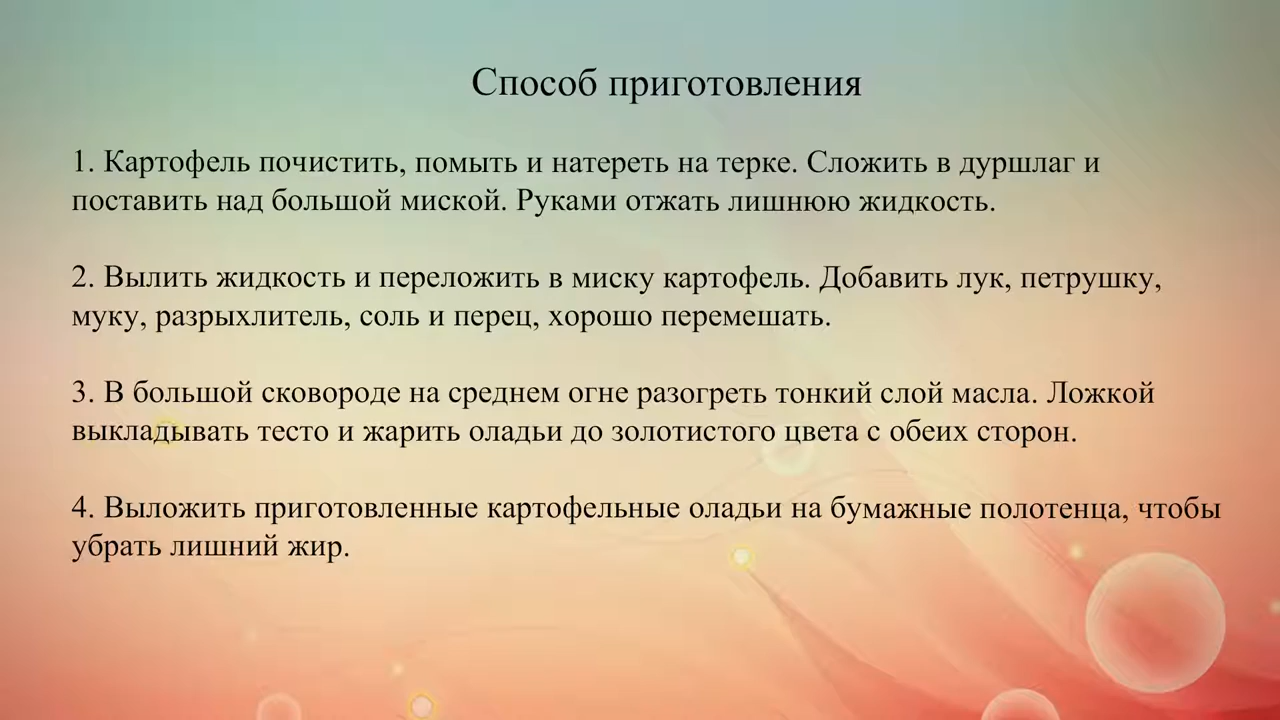 Способ приготовления
1. Картофель почистить, помыть и натереть на терке. Сложить в дуршлаг и
поставить над большой миской. Руками отжать лишнюю жидкость.
2. Вылить жидкость и переложить в миску картофель. Добавить лук, петрушку,
муку, разрыхлитель, соль и перец, хорошо перемешать.
3. В большой сковороде на среднем огне разогреть тонкий слой масла. Ложкой
выкладывать тесто и жарить оладьи до золотистого цвета с обеих сторон.
4. Выложить приготовленные картофельные оладьи на бумажные полотенца, чтобы
убрать лишний жир.